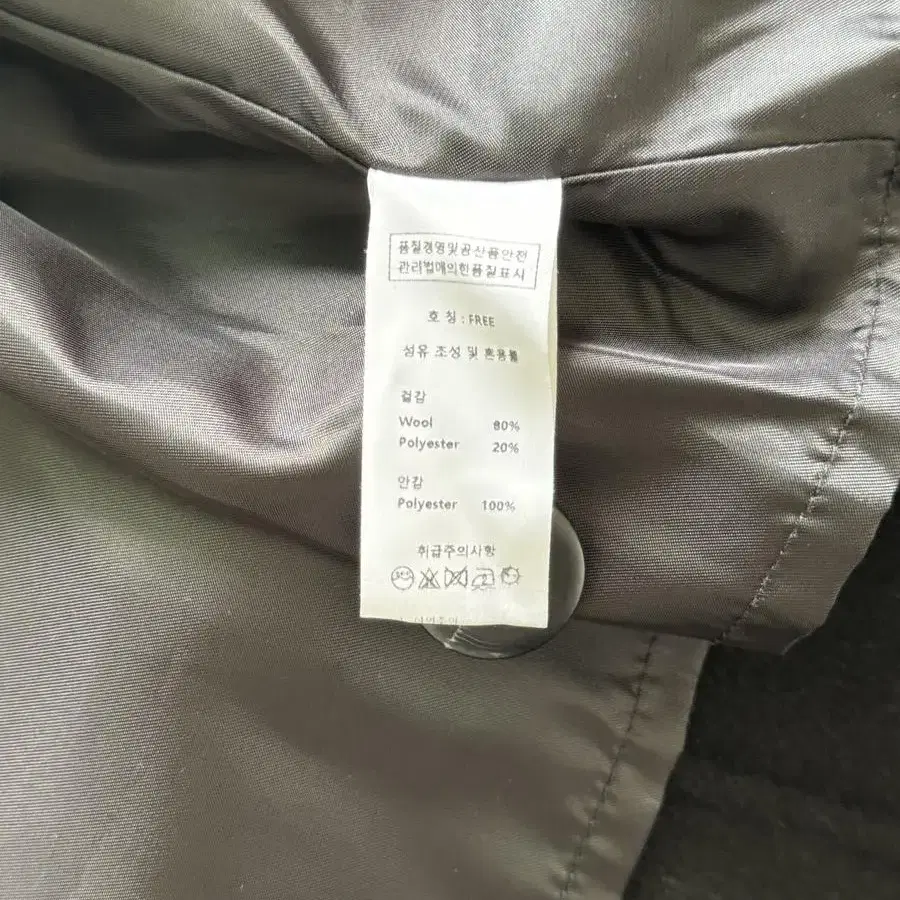 품질경영및공산품안전
관리법에의한품질표시
호 칭 : FREE
섬유 조성 및 혼용률
겉감
Wool 80%
Polyester 20%
안감
Polyester 100%
취급주의사항